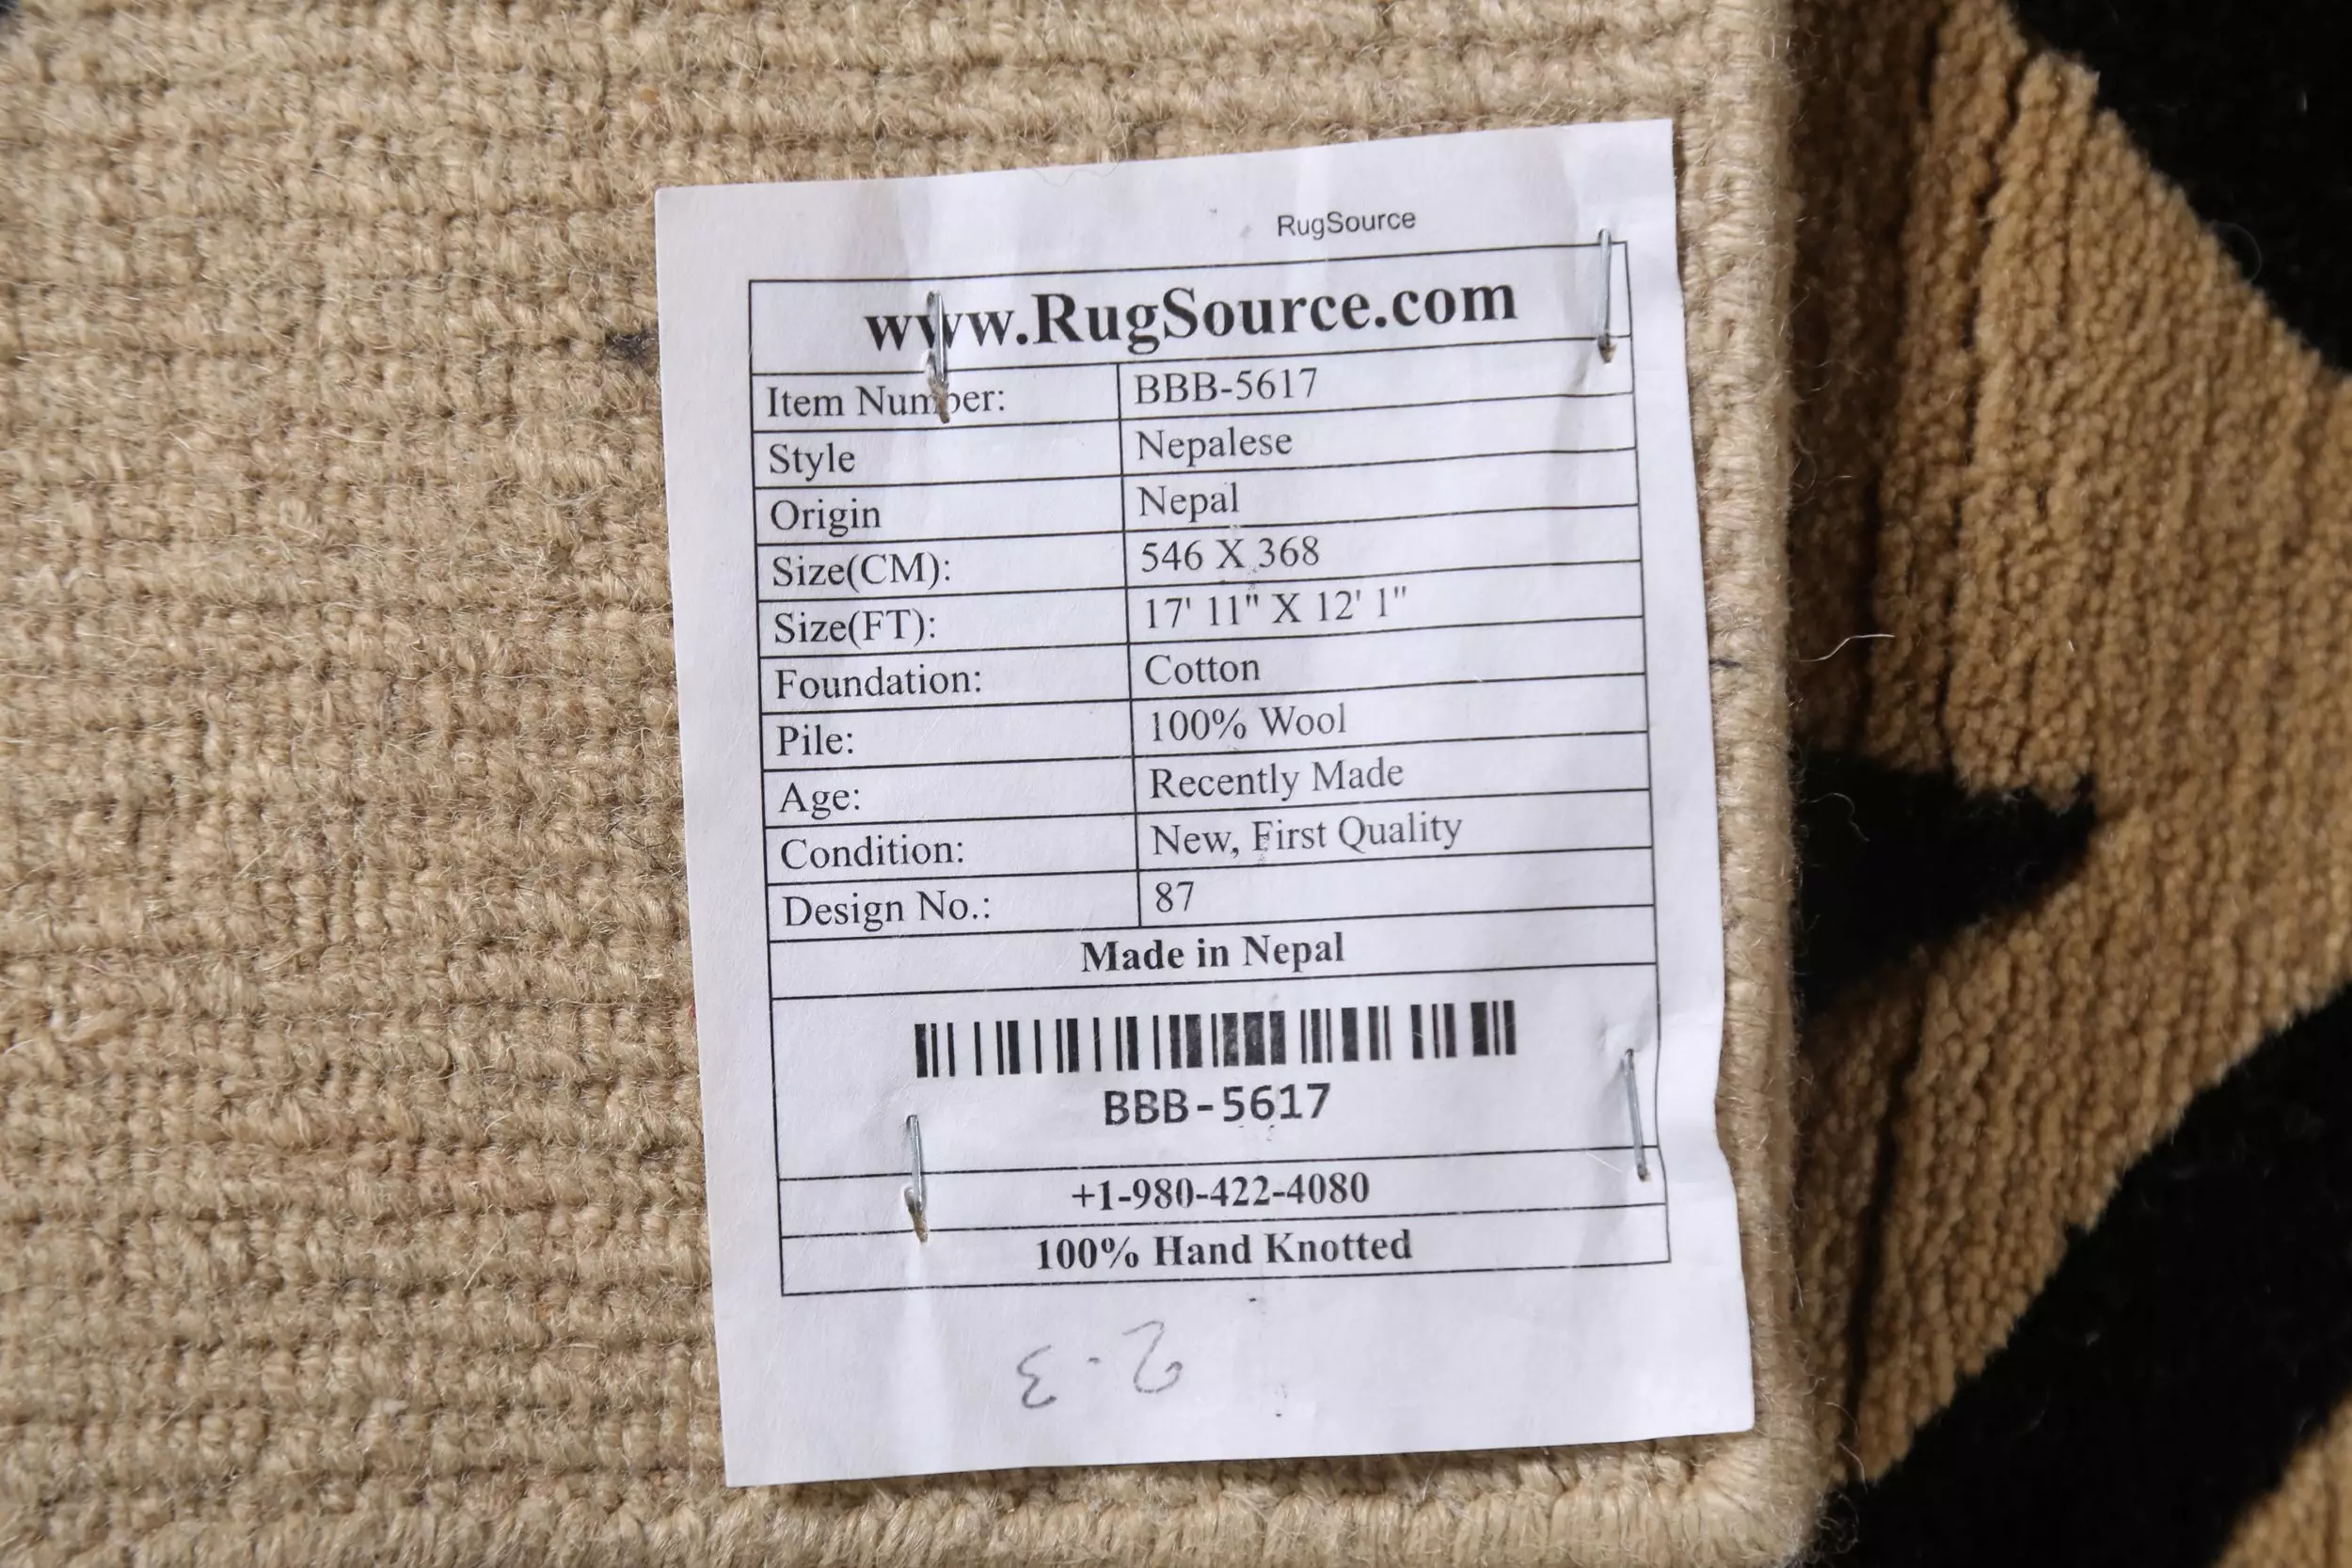 RugSource
www.RugSource.com
Item Number: BBB-5617
Style Nepalese
Origin Nepal
Size(CM): 546 X 368
Size(FT): 17' 11" X 12' 1"
Foundation: Cotton
Pile: 100% Wool
Age: Recently Made
Condition: New, First Quality
Design No.: 87
Made in Nepal
BBB-5617
+1-980-422-4080
100% Hand Knotted
2-3